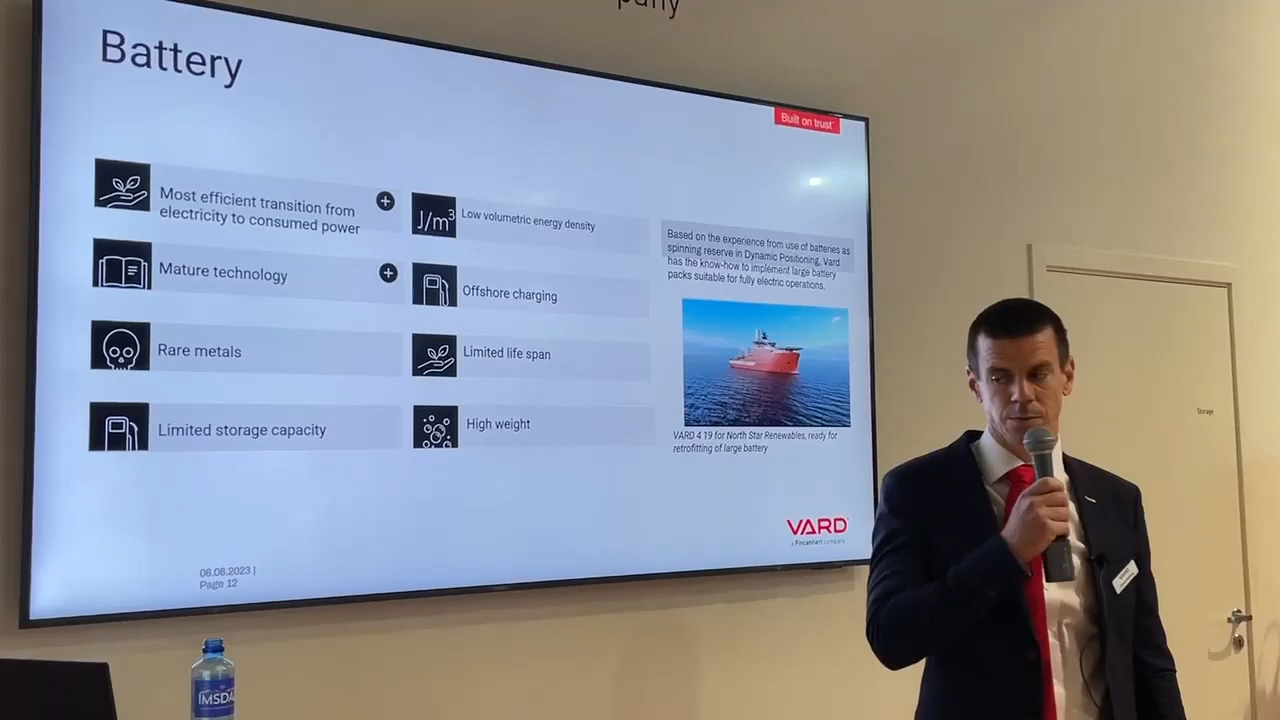 pany
Battery
Built on trust
Most efficient transition from
electricity to consumed power
Mature technology
Rare metals
Limited storage capacity
J/m³
Low volumetric energy density
Offshore charging
Limited life span
High weight
Based on the experience from use of batteries as
spinning reserve in Dynamic Positioning, Vard
has the know-how to implement large battery
packs suitable for fully electric operations.
VARD 4 19 for North Star Renewables, ready for
retrofitting of large battery
VARD
a Fincantieri company
06.06.2023 |
Page 12
Storage
IMSDA